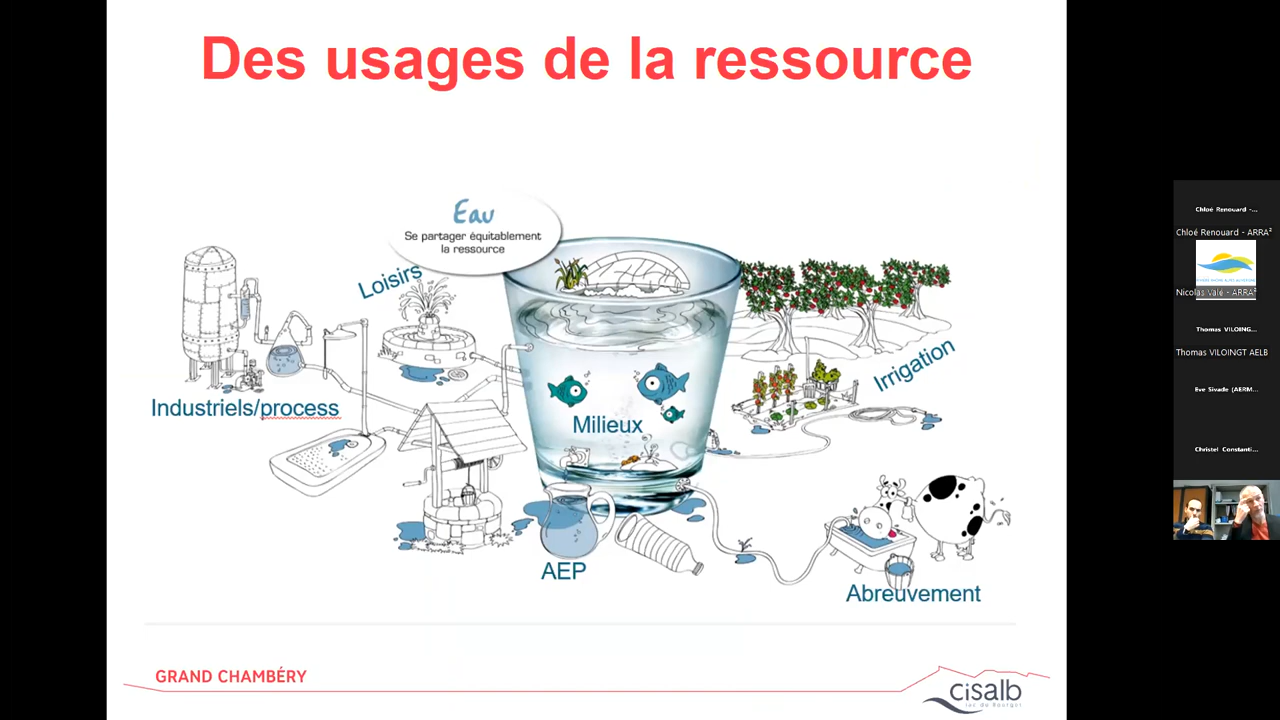 Des usages de la ressource
Eau
Se partager équitablement
la ressource
Loisirs
Industriels/process
Milieux
Irrigation
AEP
Abreuvement
GRAND CHAMBÉRY
cisalb
lac du Bourget
Chloé Renouard -...
Chloé Renouard - ARRA²
Nicolas Valé - ARRA²
Thomas VILOING...
Thomas VILOINGT AELB
Eve Sivade (AERM...
Christel Constanti...